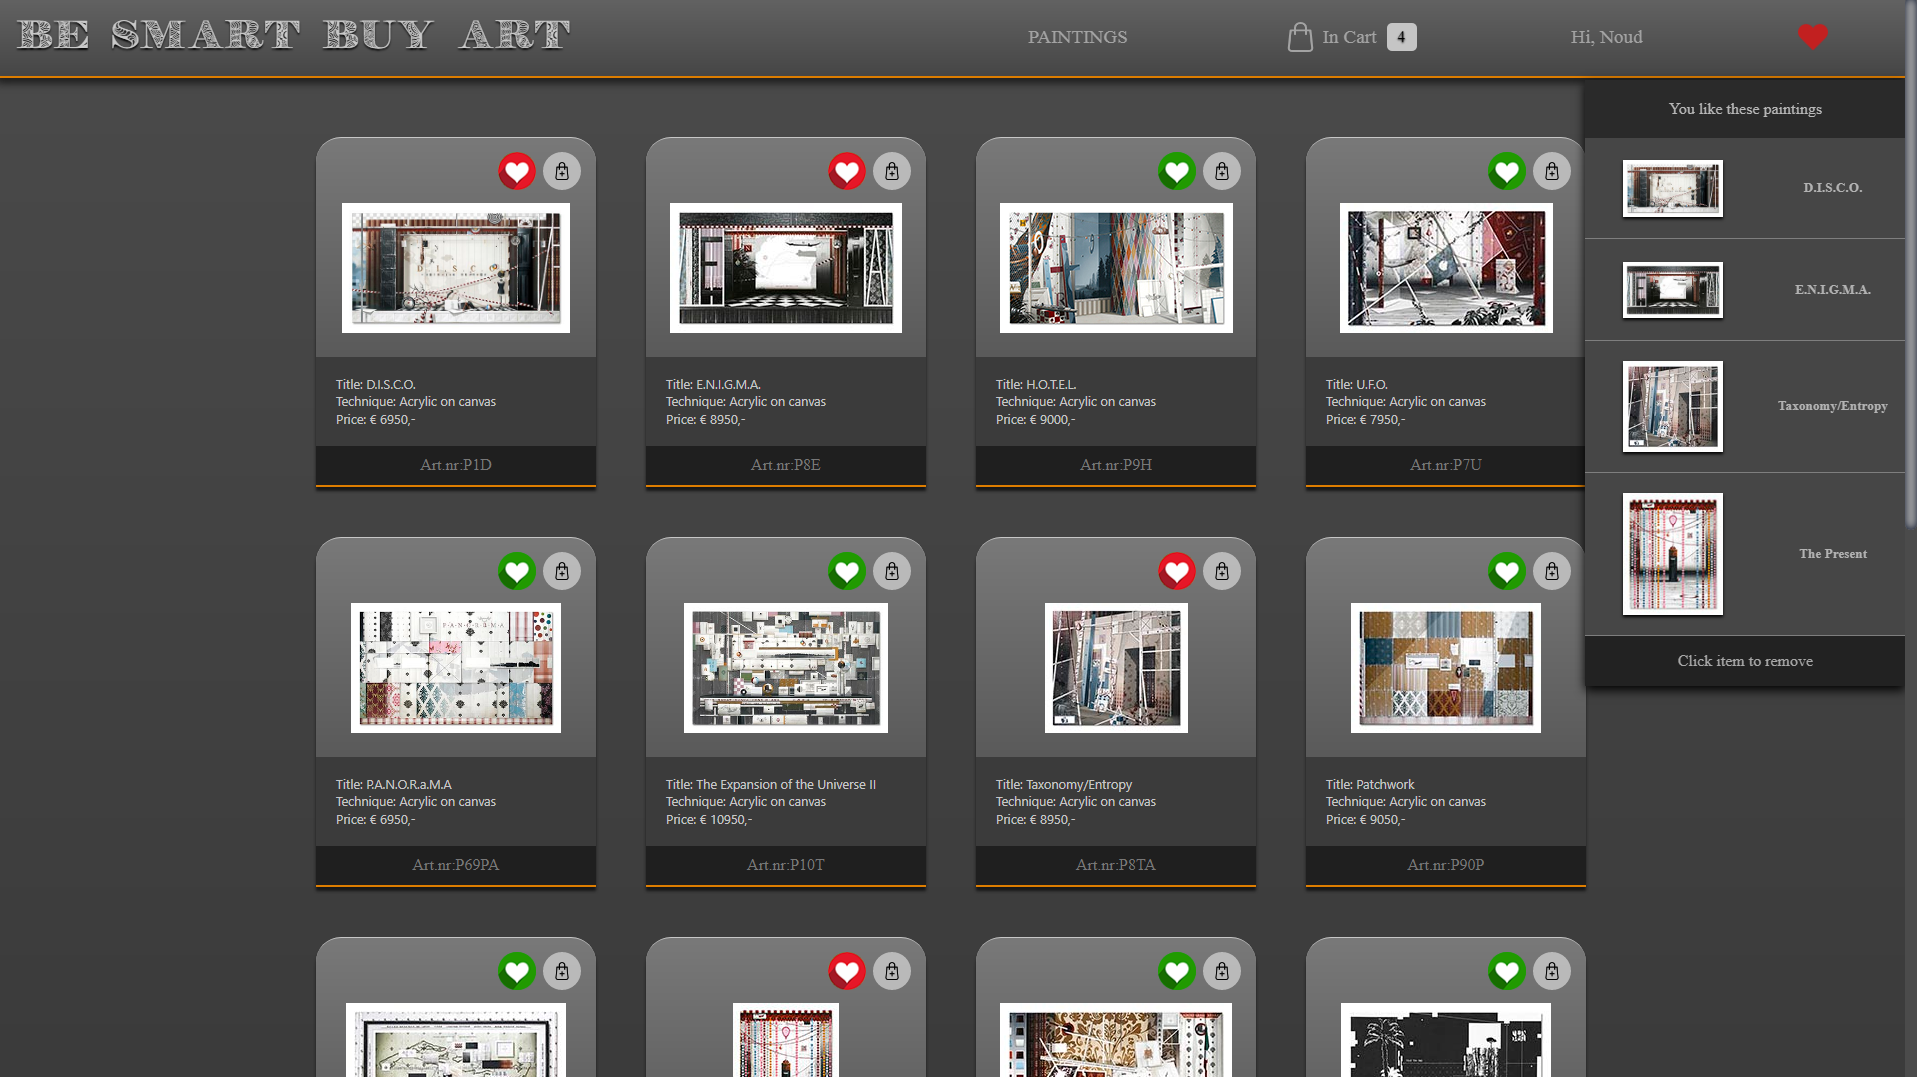 BE SMART BUY ART
PAINTINGS
In Cart 4
Hi, Noud
You like these paintings
D.I.S.C.O.
E.N.I.G.M.A.
Taxonomy/Entropy
The Present
Click item to remove
D.I.S.C.O
Title: D.I.S.C.O.
Technique: Acrylic on canvas
Price: € 6950,-
Art.nr:P1D
Title: E.N.I.G.M.A.
Technique: Acrylic on canvas
Price: € 8950,-
Art.nr:P8E
Title: H.O.T.E.L.
Technique: Acrylic on canvas
Price: € 9000,-
Art.nr:P9H
Title: U.F.O.
Technique: Acrylic on canvas
Price: € 7950,-
Art.nr:P7U
P.A.N.O.R.a.M.A
Title: P.A.N.O.R.a.M.A
Technique: Acrylic on canvas
Price: € 6950,-
Art.nr:P69PA
Title: The Expansion of the Universe II
Technique: Acrylic on canvas
Price: € 10950,-
Art.nr:P10T
Title: Taxonomy/Entropy
Technique: Acrylic on canvas
Price: € 8950,-
Art.nr:P8TA
Title: Patchwork
Technique: Acrylic on canvas
Price: € 9050,-
Art.nr:P90P